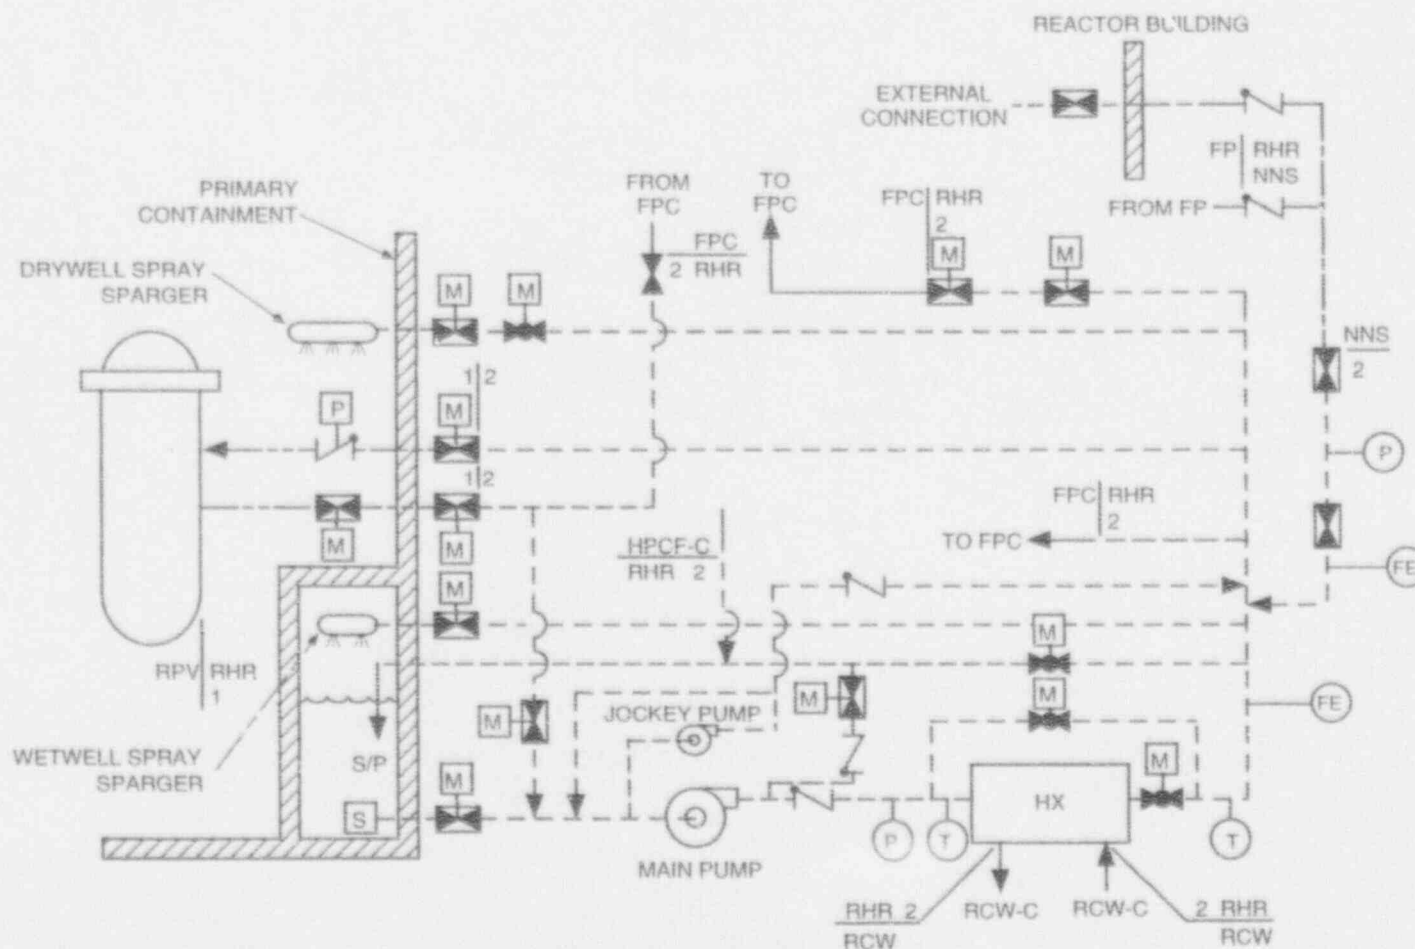 REACTOR BUILDING
EXTERNAL
CONNECTION
FP RHR
NNS
FROM FP
PRIMARY
CONTAINMENT
FROM
FPC
TO
FPC
FPC RHR
2
FPC
2 RHR
M
M
DRYWELL SPRAY
SPARGER
M
M
NNS
2
1 2
P
M
P
1 2
M
M
FPC RHR
2
TO FPC
HPCF-C
RHR 2
FE
M
M
RPV RHR
1
M
M
M
FE
JOCKEY PUMP
M
WETWELL SPRAY
SPARGER
S/P
M
M
HX
S
P
T
T
MAIN PUMP
RHR 2
RCW
RCW-C
RCW-C
2 RHR
RCW